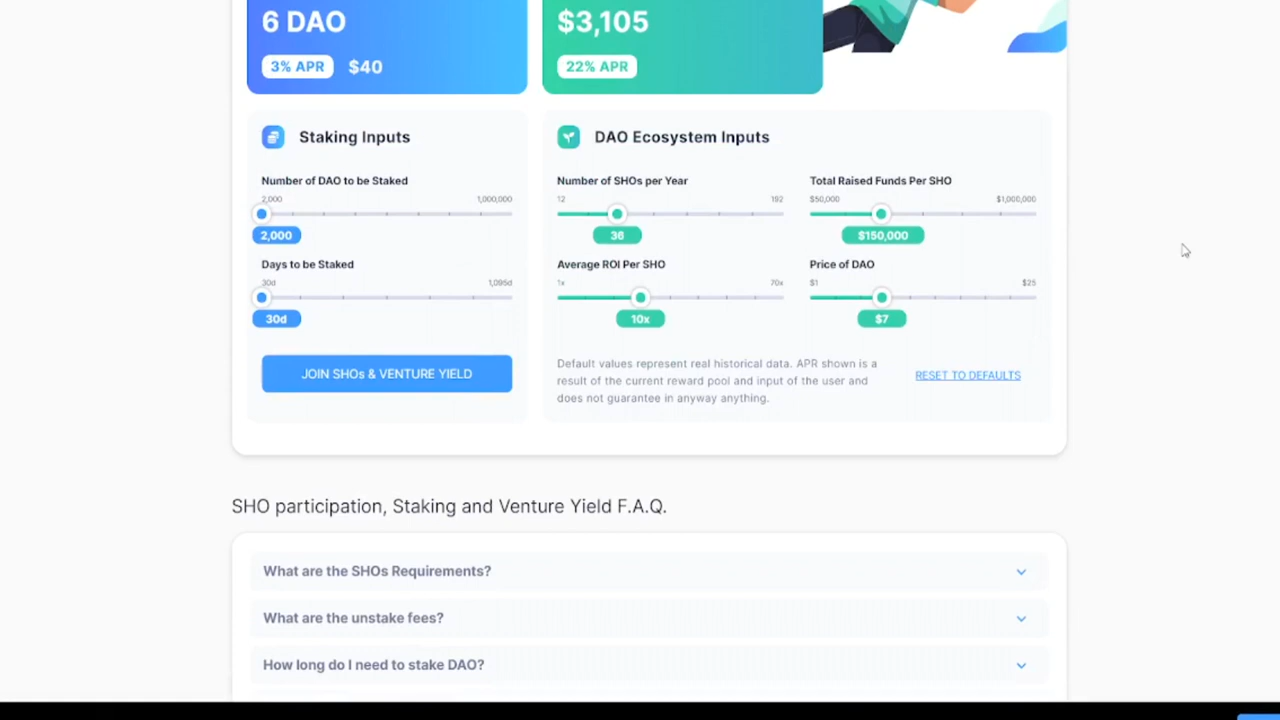 6 DAO
3% APR $40
$3,105
22% APR
Staking Inputs
Number of DAO to be Staked
2,000 1,000,000
2,000
Days to be Staked
30d 1,095d
30d
JOIN SHOs & VENTURE YIELD
DAO Ecosystem Inputs
Number of SHOs per Year
12 192
36
Total Raised Funds Per SHO
$50,000 $1,000,000
$150,000
Average ROI Per SHO
1x 70x
10x
Price of DAO
$1 $25
$7
Default values represent real historical data. APR shown is a
result of the current reward pool and input of the user and
does not guarantee in anyway anything.
RESET TO DEFAULTS
SHO participation, Staking and Venture Yield F.A.Q.
What are the SHOs Requirements?
What are the unstake fees?
How long do I need to stake DAO?